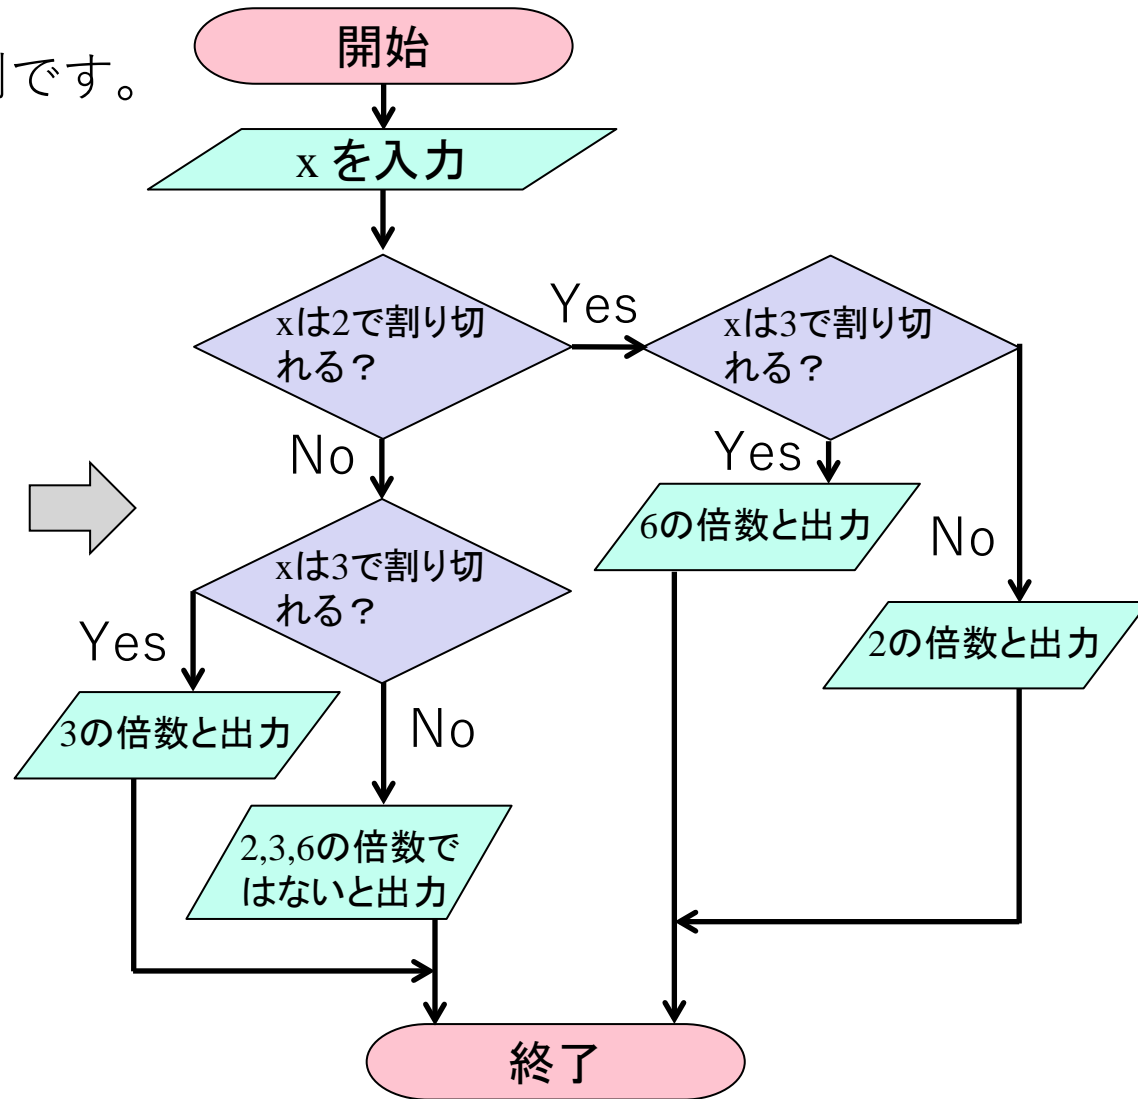 開始
です。
x を入力
xは2で割り切
れる？
Yes
xは3で割り切
れる？
No
Yes
6の倍数と出力
No
xは3で割り切
れる？
Yes
2の倍数と出力
3の倍数と出力
No
2,3,6の倍数で
はないと出力
終了